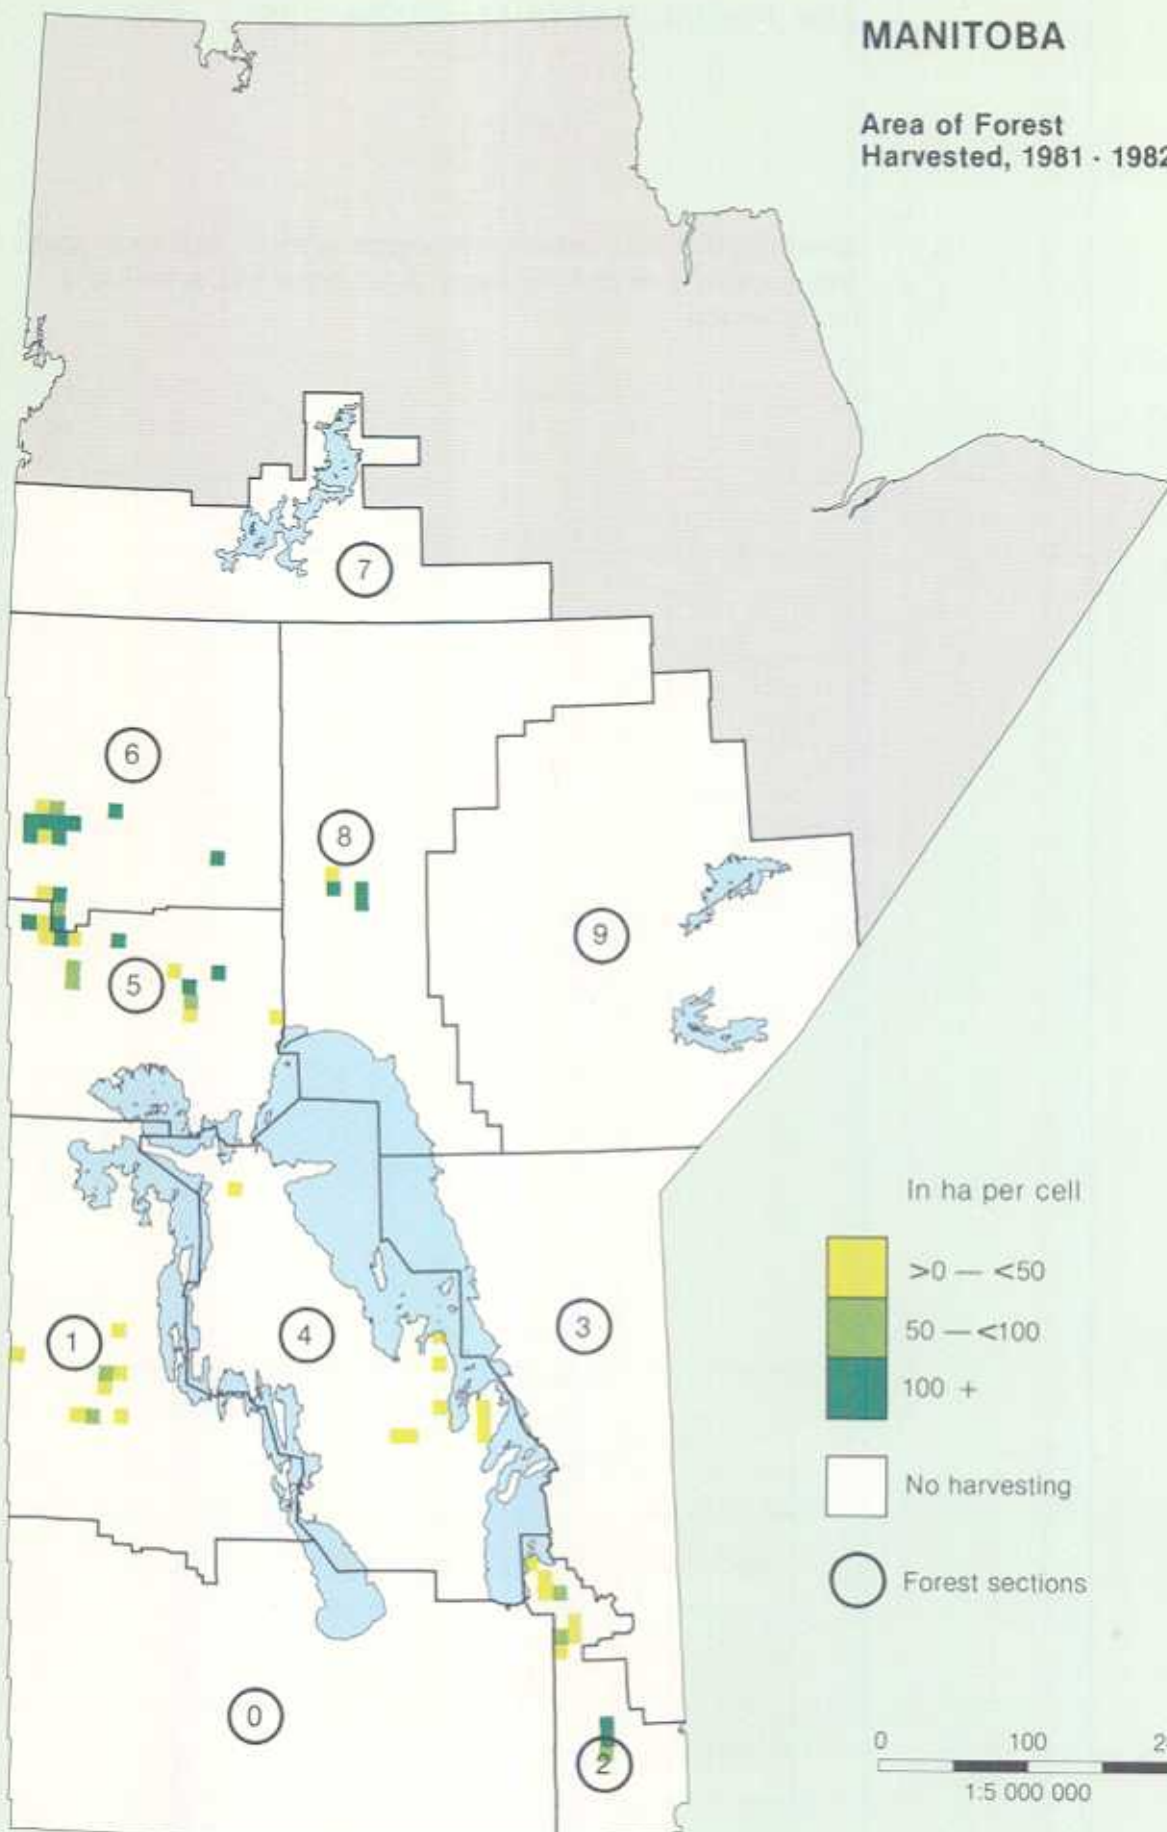 MANITOBA
Area of Forest
Harvested, 1981 - 1982
7
6
8
9
5
1
4
3
0
2
In ha per cell
>0 — <50
50 — <100
100 +
No harvesting
Forest sections
0 100
1:5 000 000